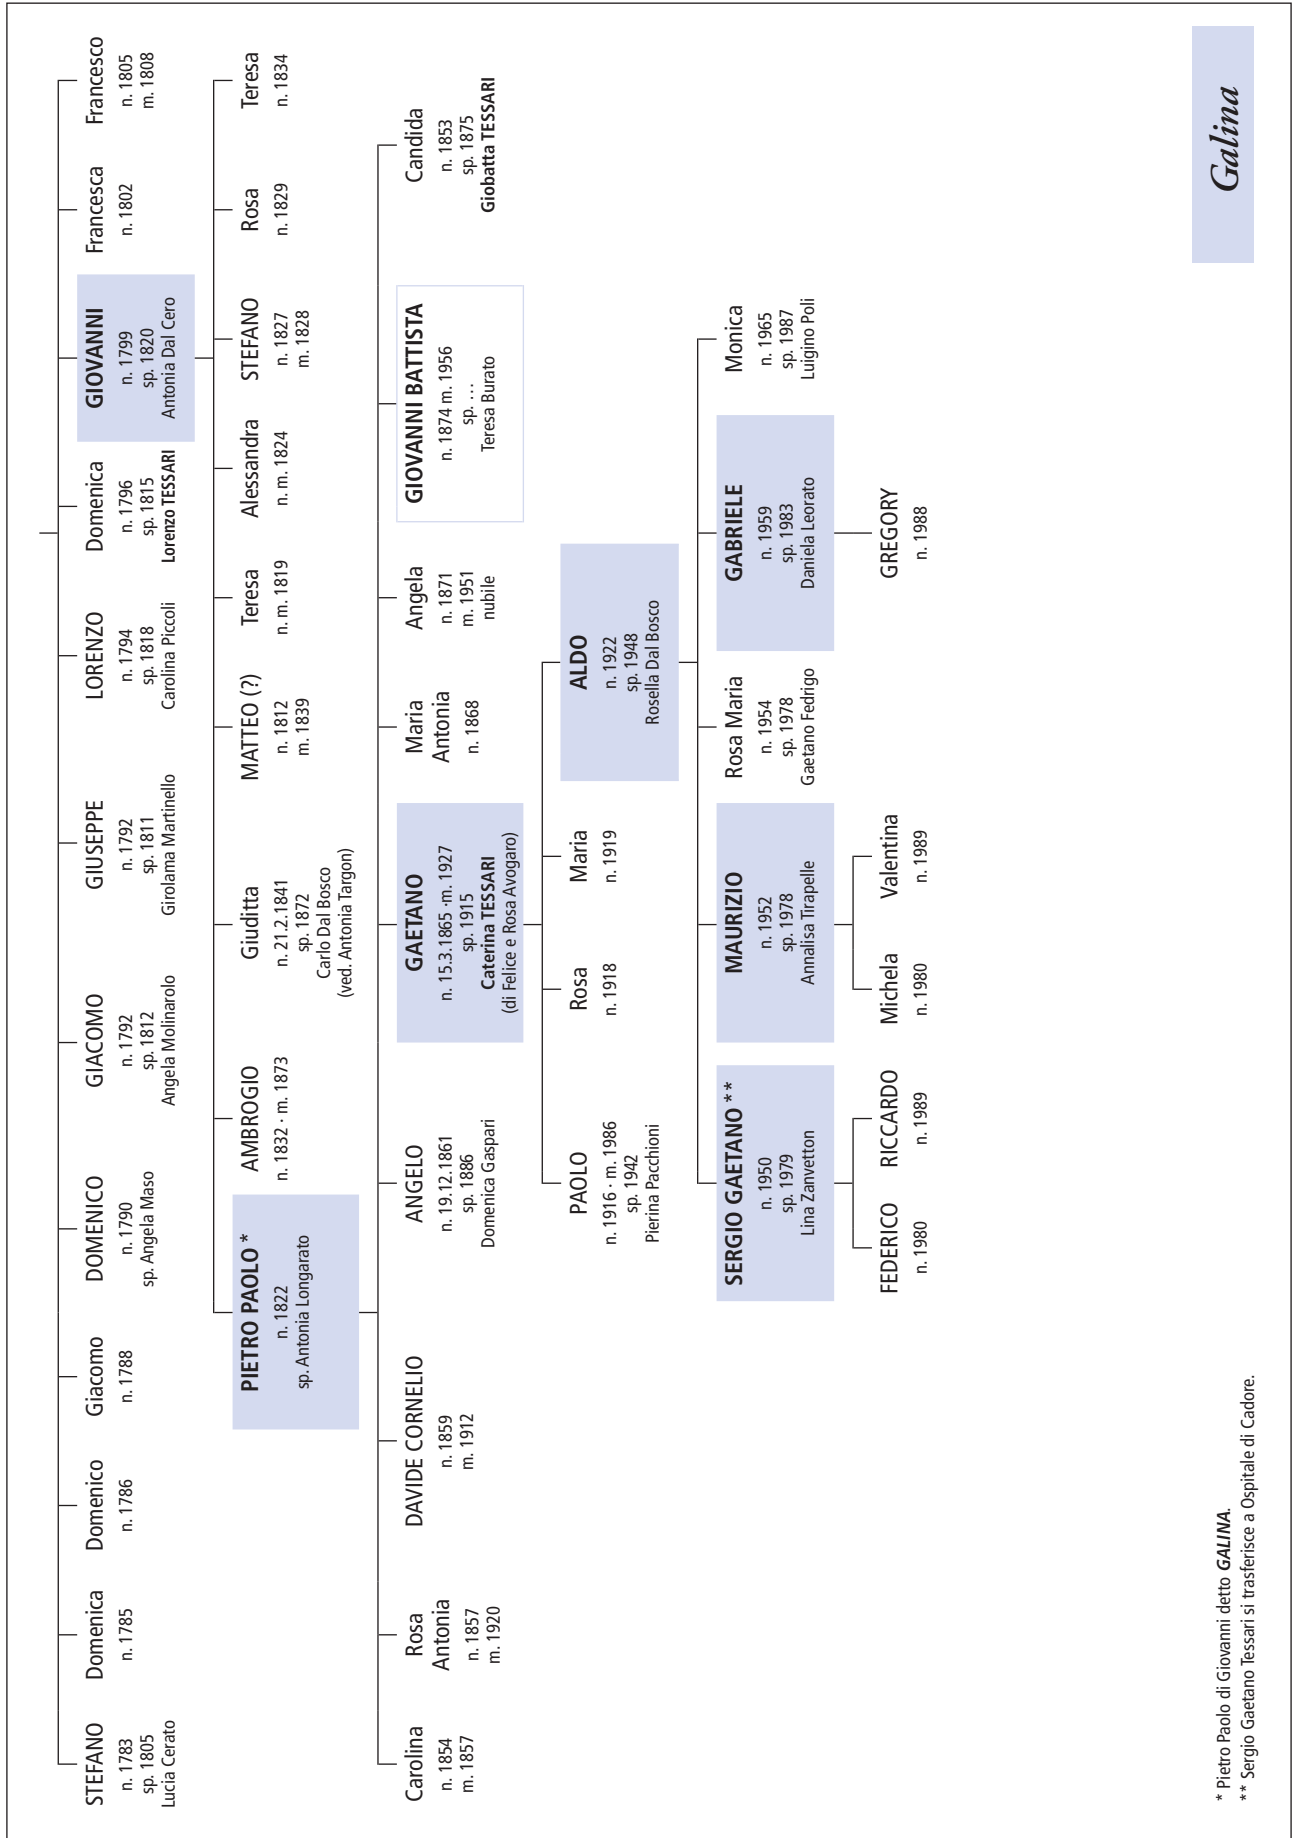 STEFANO
n. 1783
sp. 1805
Lucia Cerato
Domenica
n. 1785
Domenico
n. 1786
Giacomo
n. 1788
DOMENICO
n. 1790
sp. Angela Maso
GIACOMO
n. 1792
sp. 1812
Angela Molinarolo
GIUSEPPE
n. 1792
sp. 1811
Girolama Martinello
LORENZO
n. 1794
sp. 1818
Carolina Piccoli
Domenica
n. 1796
sp. 1815
Lorenzo TESSARI
GIOVANNI
n. 1799
sp. 1820
Antonia Dal Cero
Francesca
n. 1802
Francesco
n. 1805
m. 1808
PIETRO PAOLO *
n. 1822
sp. Antonia Longarato
AMBROGIO
n. 1832 · m. 1873
Giuditta
n. 21.2.1841
sp. 1872
Carlo Dal Bosco
(ved. Antonia Targon)
MATTEO (?)
n. 1812
m. 1839
Teresa
n. m. 1819
Alessandra
n. m. 1824
STEFANO
n. 1827
m. 1828
Rosa
n. 1829
Teresa
n. 1834
Carolina
n. 1854
m. 1857
Rosa
Antonia
n. 1857
m. 1920
DAVIDE CORNELIO
n. 1859
m. 1912
ANGELO
n. 19.12.1861
sp. 1886
Domenica Gaspari
GAETANO
n. 15.3.1865 ·m. 1927
sp. 1915
Caterina TESSARI
(di Felice e Rosa Avogaro)
Maria
Antonia
n. 1868
Angela
n. 1871
m. 1951
nubile
GIOVANNI BATTISTA
n. 1874 m. 1956
sp. ...
Teresa Burato
Candida
n. 1853
sp. 1875
Giobatta TESSARI
PAOLO
n. 1916 · m. 1986
sp. 1942
Pierina Pacchioni
Rosa
n. 1918
Maria
n. 1919
ALDO
n. 1922
sp. 1948
Rosella Dal Bosco
SERGIO GAETANO **
n. 1950
sp. 1979
Lina Zanvetton
MAURIZIO
n. 1952
sp. 1978
Annalisa Tirapelle
Rosa Maria
n. 1954
sp. 1978
Gaetano Fedrigo
GABRIELE
n. 1959
sp. 1983
Daniela Leorato
Monica
n. 1965
sp. 1987
Luigino Poli
FEDERICO
n. 1980
RICCARDO
n. 1989
Michela
n. 1980
Valentina
n. 1989
GREGORY
n. 1988
* Pietro Paolo di Giovanni detto GALINA.
** Sergio Gaetano Tessari si trasferisce a Ospitale di Cadore.
Galina